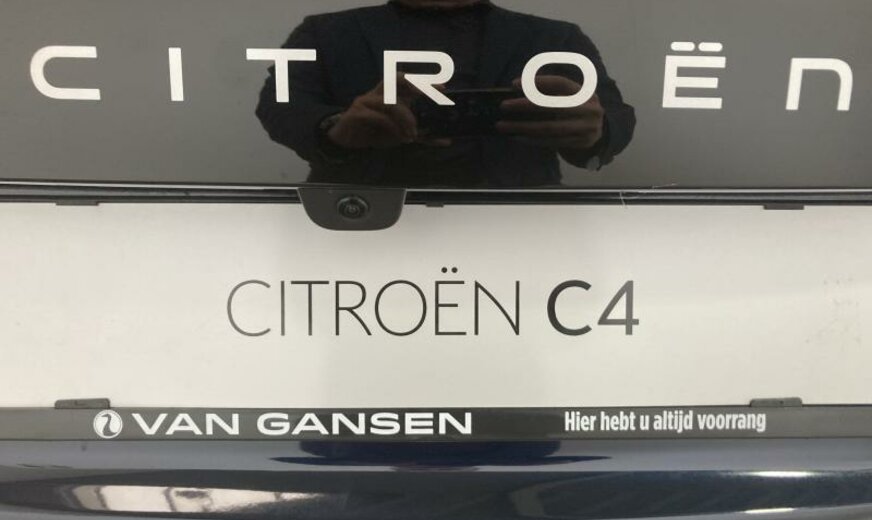 CITROËn
CITROËN C4
VAN GANSEN Hier hebt u altijd voorrang